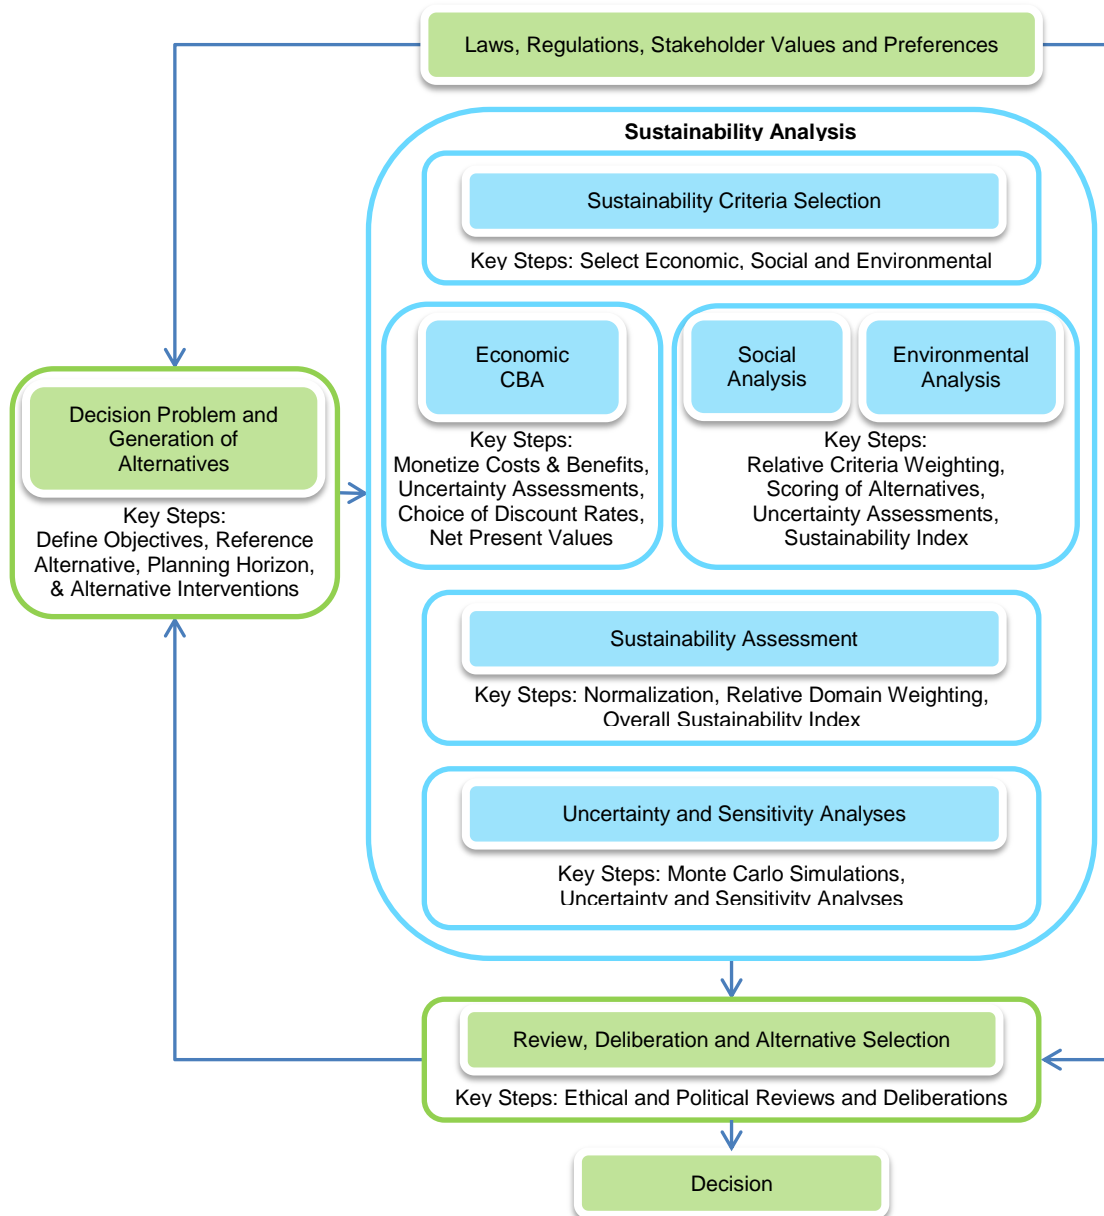 Laws, Regulations, Stakeholder Values and Preferences
Sustainability Analysis
Sustainability Criteria Selection
Key Steps: Select Economic, Social and Environmental
Economic
CBA
Key Steps:
Monetize Costs & Benefits,
Uncertainty Assessments,
Choice of Discount Rates,
Net Present Values
Social
Analysis
Environmental
Analysis
Key Steps:
Relative Criteria Weighting,
Scoring of Alternatives,
Uncertainty Assessments,
Sustainability Index
Decision Problem and
Generation of
Alternatives
Key Steps:
Define Objectives, Reference
Alternative, Planning Horizon,
& Alternative Interventions
Sustainability Assessment
Key Steps: Normalization, Relative Domain Weighting,
Overall Sustainability Index
Uncertainty and Sensitivity Analyses
Key Steps: Monte Carlo Simulations,
Uncertainty and Sensitivity Analyses
Review, Deliberation and Alternative Selection
Key Steps: Ethical and Political Reviews and Deliberations
Decision